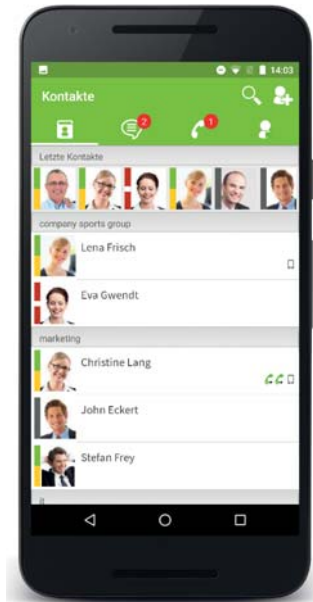 14:03
Kontakte
2
1
Letzte Kontakte
company sports group
Lena Frisch
Eva Gwendt
marketing
Christine Lang
John Eckert
Stefan Frey
it